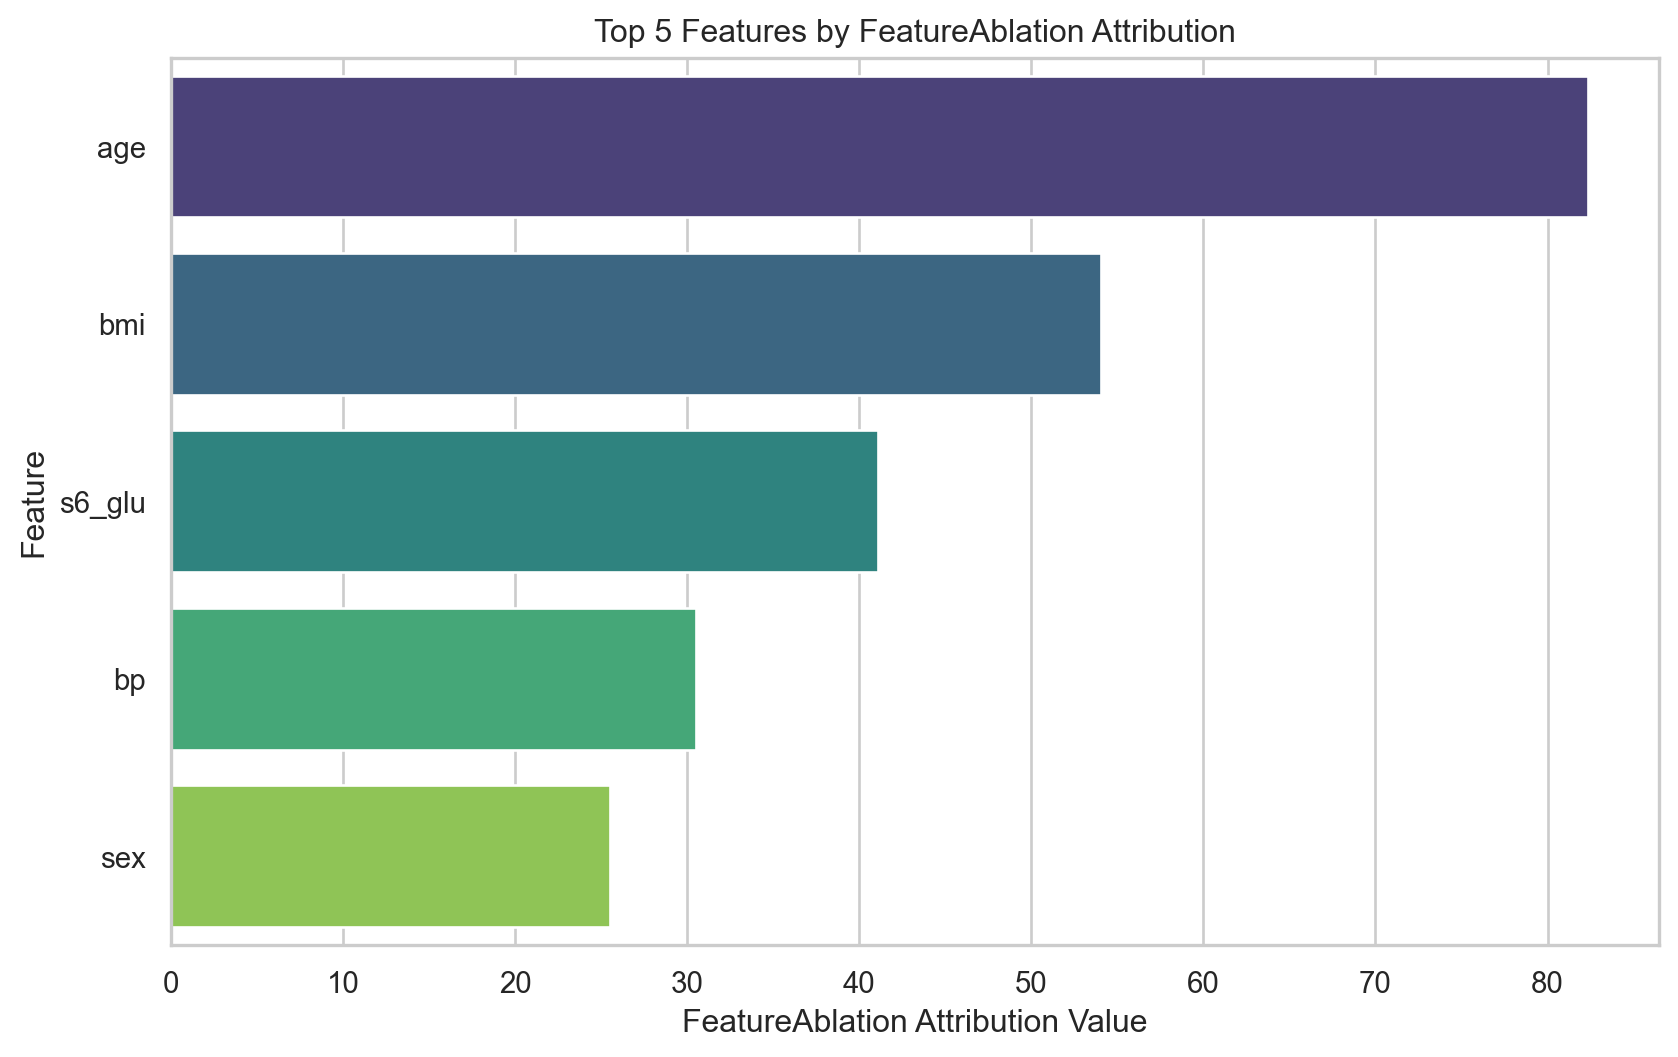 Top 5 Features by FeatureAblation Attribution
Feature
age
bmi
s6_glu
bp
sex
0 10 20 30 40 50 60 70 80
FeatureAblation Attribution Value